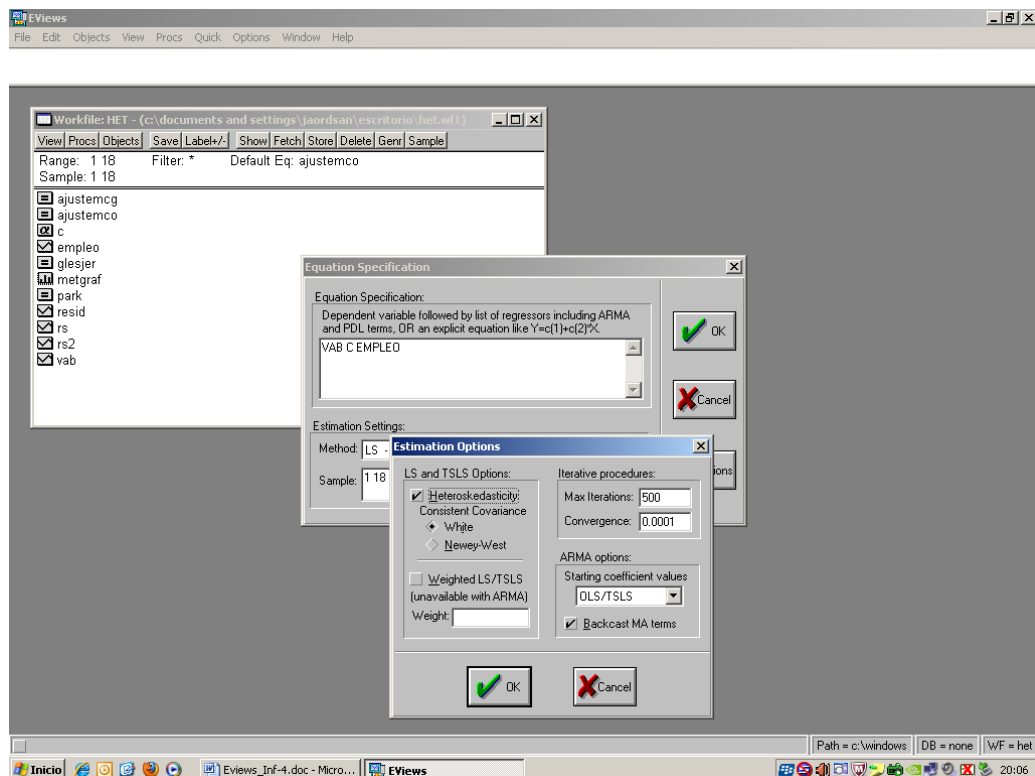 EViews
File Edit Objects View Procs Quick Options Window Help
Workfile: HET - (c:\documents and settings\jaordsan\escritorio\het.wf1)
View Procs Objects Save Label+/- Show Fetch Store Delete Genr Sample
Range: 1 18 Filter: * Default Eq: ajustemco
Sample: 1 18
ajustemcg
ajustemco
c
empleo
glesjer
metgraf
park
resid
rs
rs2
vab
Equation Specification
Equation Specification:
Dependent variable followed by list of regressors including ARMA
and PDL terms, OR an explicit equation like Y=c(1)+c(2)*X.
VAB C EMPLEO
OK
Cancel
ions
Estimation Settings:
Method: LS -
Sample: 1 18
Estimation Options
LS and TSLS Options:
Heteroskedasticity
Consistent Covariance
White
Newey-West
Weighted LS/TSLS
(unavailable with ARMA)
Weight:
Iterative procedures:
Max Iterations: 500
Convergence: 0.0001
ARMA options:
Starting coefficient values
OLS/TSLS
Backcast MA terms
OK
Cancel
Path = c:\windows DB = none WF = het
Inicio Eviews_Inf-4.doc - Micro... EViews 20:06